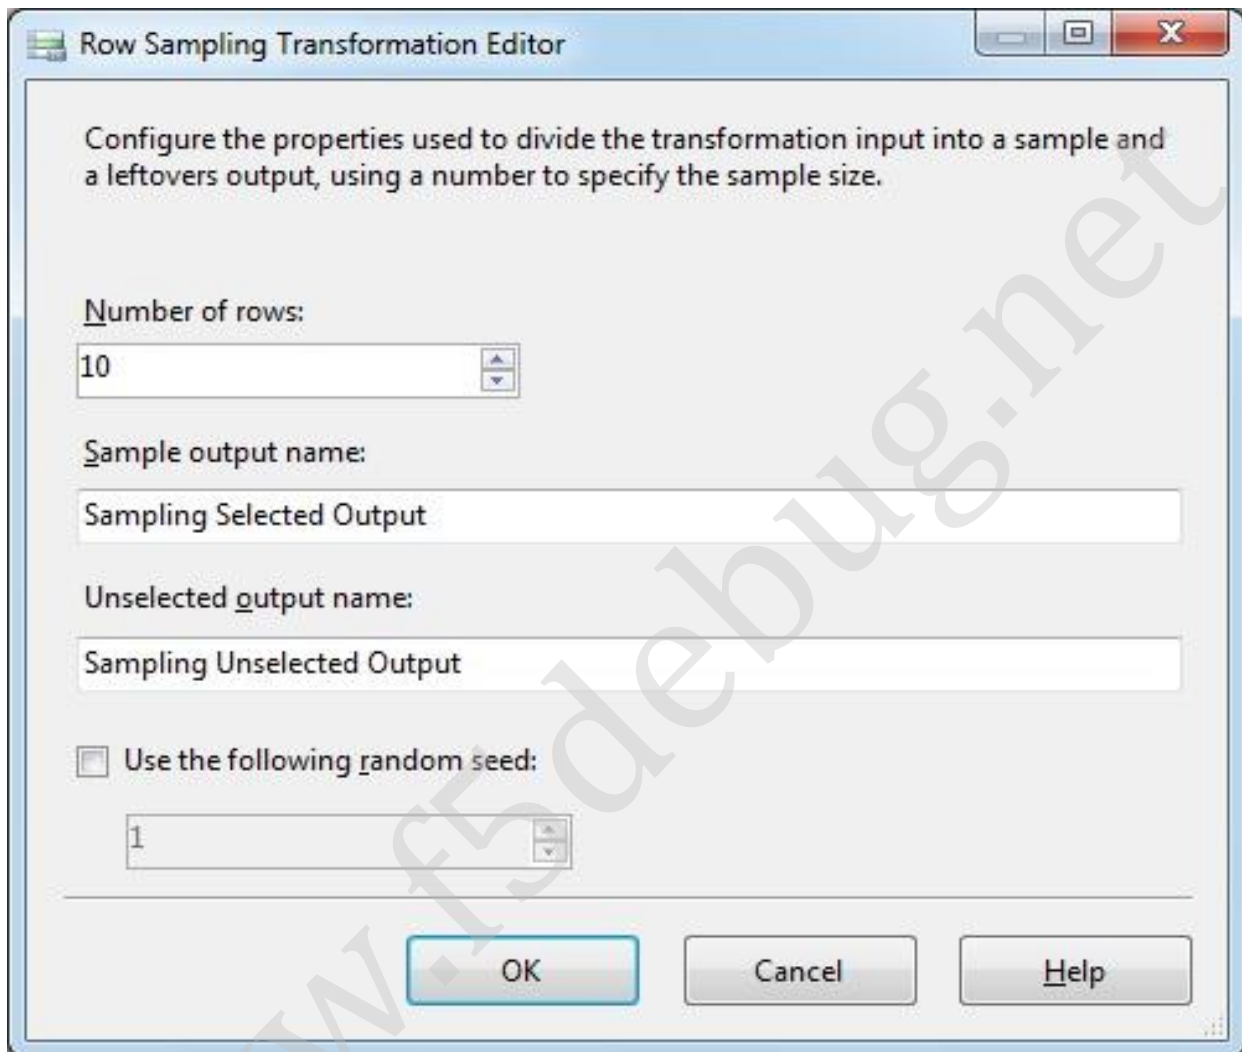 Row Sampling Transformation Editor
Configure the properties used to divide the transformation input into a sample and
a leftovers output, using a number to specify the sample size.
Number of rows:
10
Sample output name:
Sampling Selected Output
Unselected output name:
Sampling Unselected Output
Use the following random seed:
1
OK
Cancel
Help
w.f5debug.net